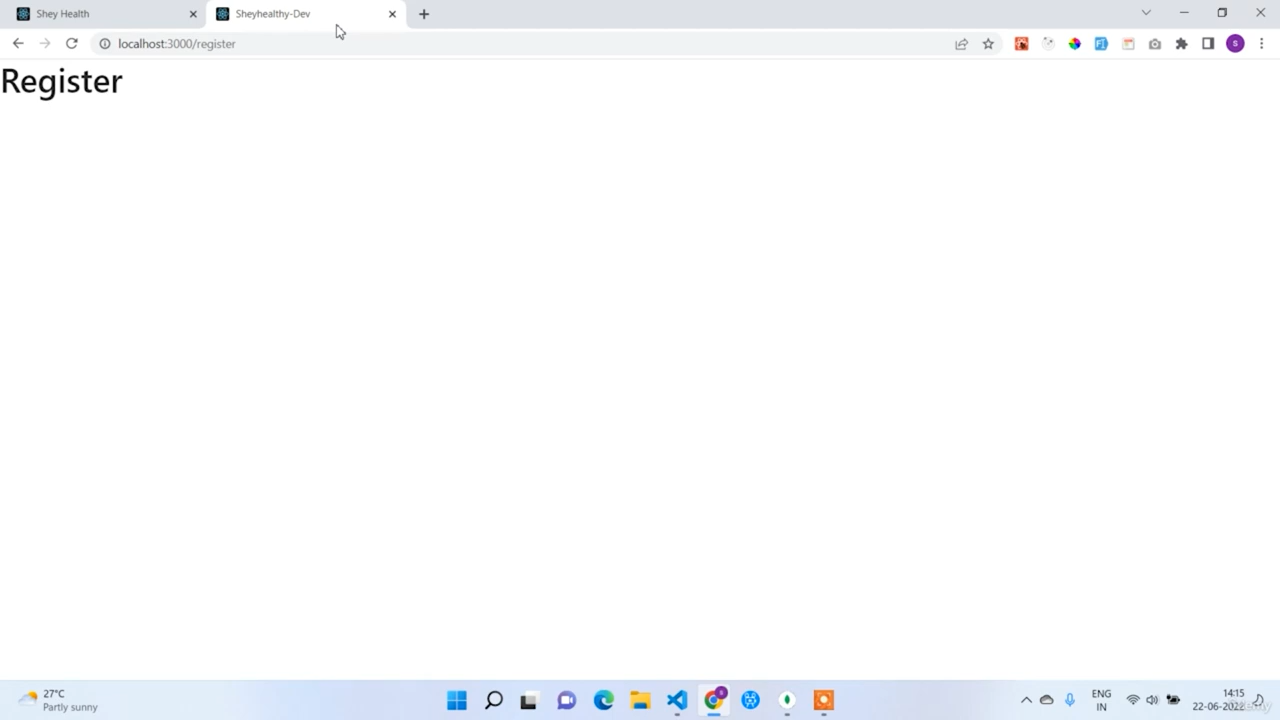 Shey Health
Sheyhealthy-Dev
localhost:3000/register
S
Register
27°C
Partly sunny
ENG
IN
14:15
22-06-2022